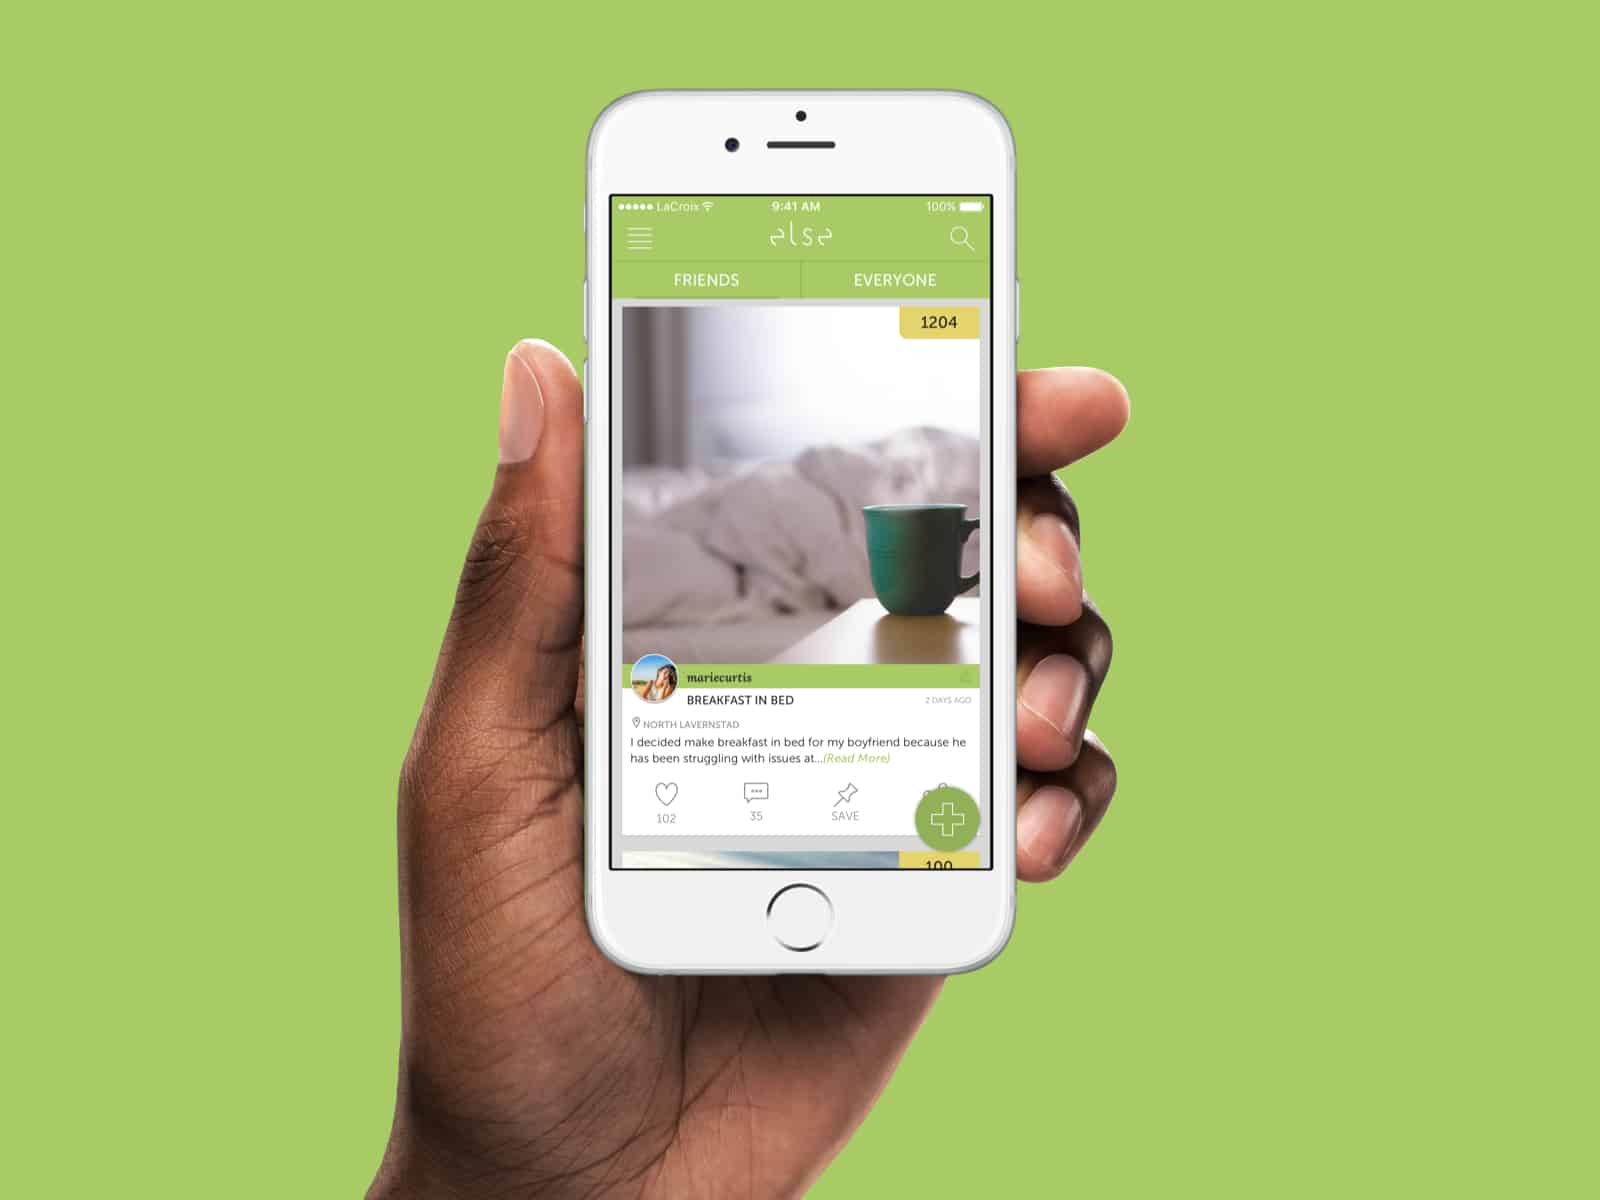 LaCroix
9:41 AM
100%
else
FRIENDS
EVERYONE
1204
mariecurtis
BREAKFAST IN BED
2 DAYS AGO
NORTH LAVERNSTAD
I decided make breakfast in bed for my boyfriend because he
has been struggling with issues at...(Read More)
102
35
SAVE
100